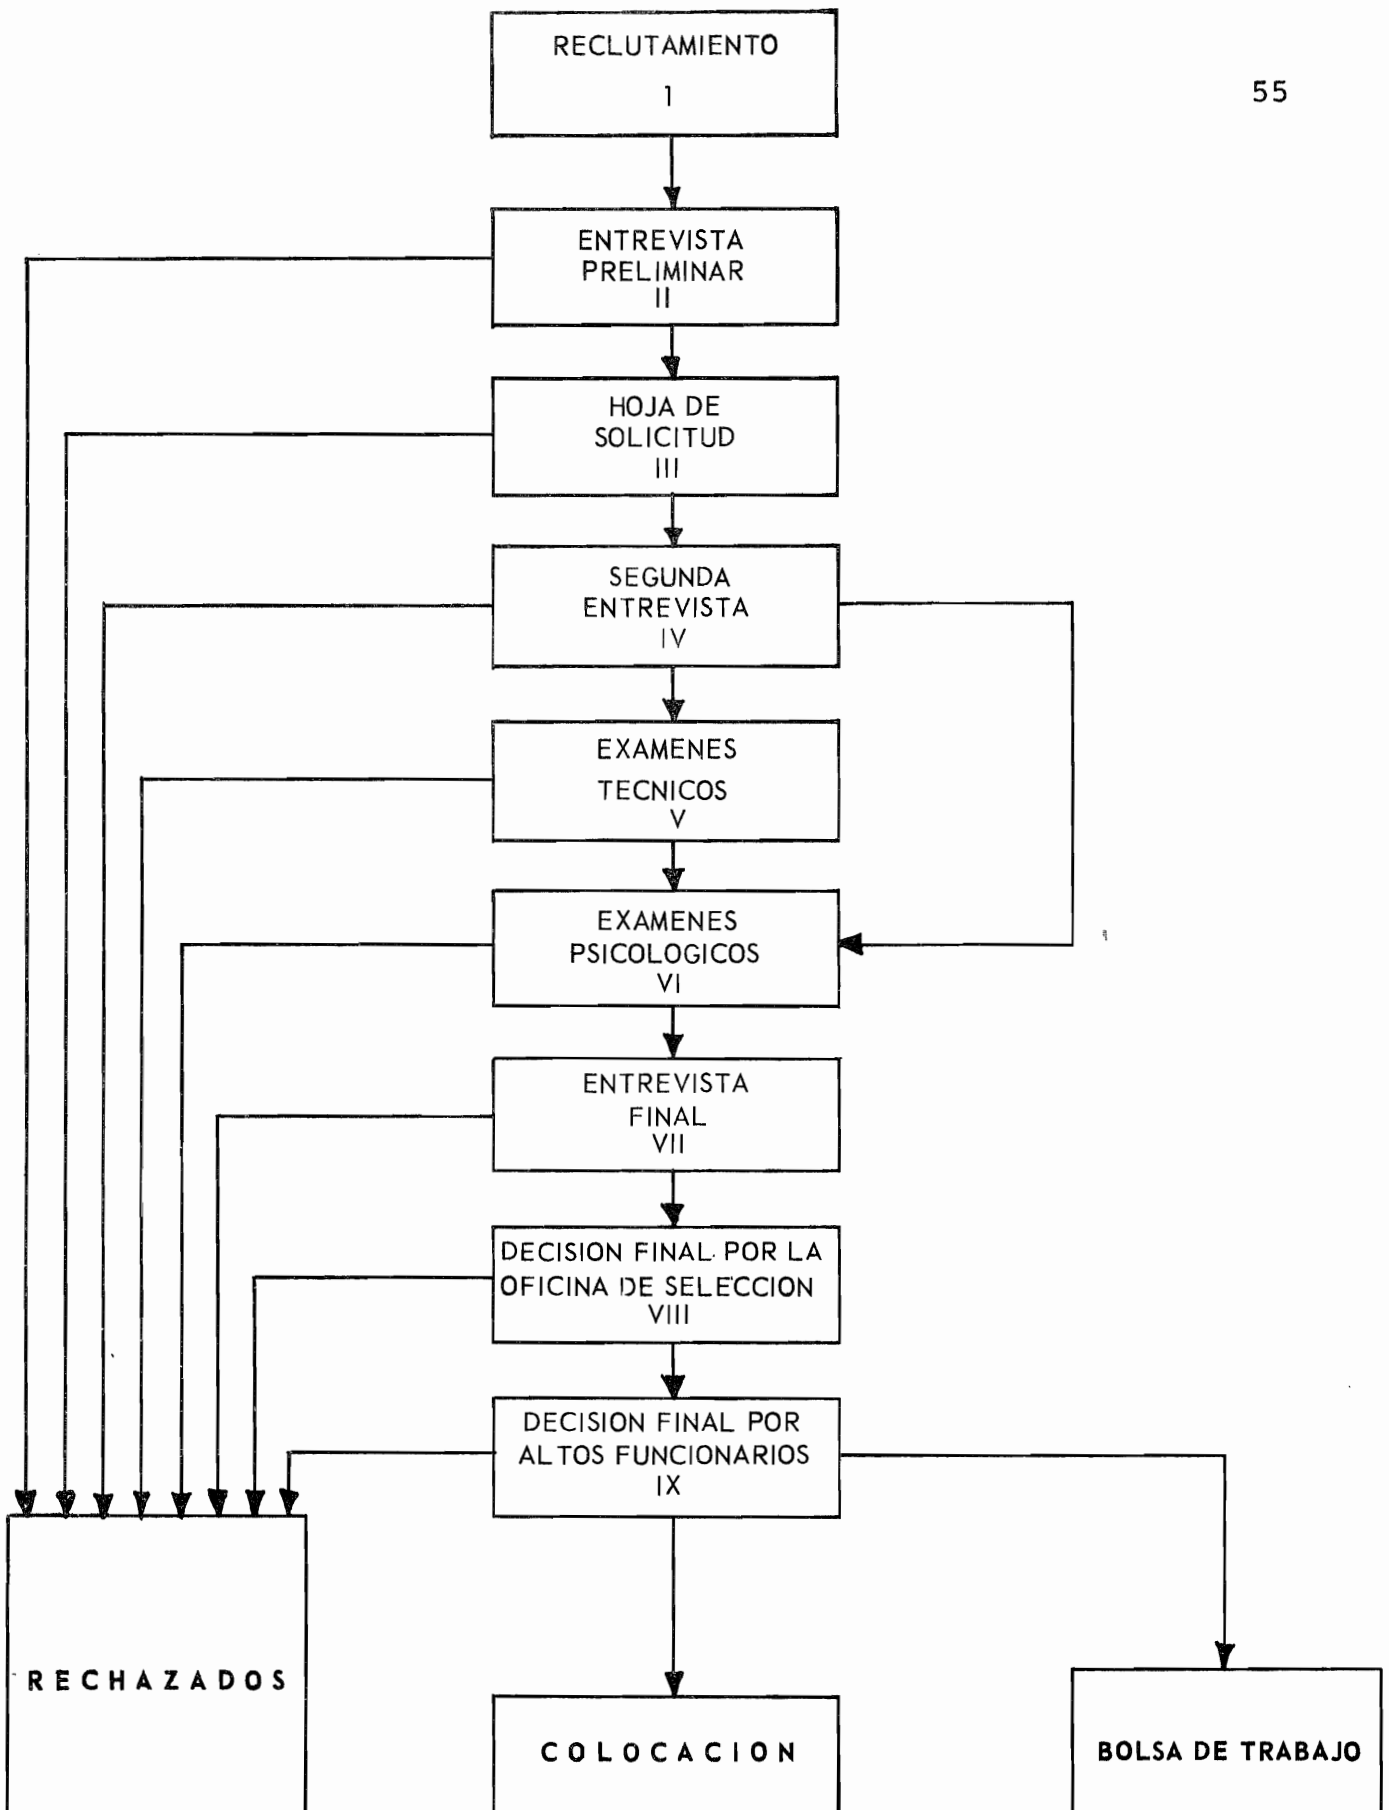 RECLUTAMIENTO
1
55
ENTREVISTA
PRELIMINAR
II
HOJA DE
SOLICITUD
III
SEGUNDA
ENTREVISTA
IV
EXAMENES
TECNICOS
V
EXAMENES
PSICOLOGICOS
VI
ENTREVISTA
FINAL
VII
DECISION FINAL POR LA
OFICINA DE SELECCION
VIII
DECISION FINAL POR
ALTOS FUNCIONARIOS
IX
RECHAZADOS
COLOCACION
BOLSA DE TRABAJO